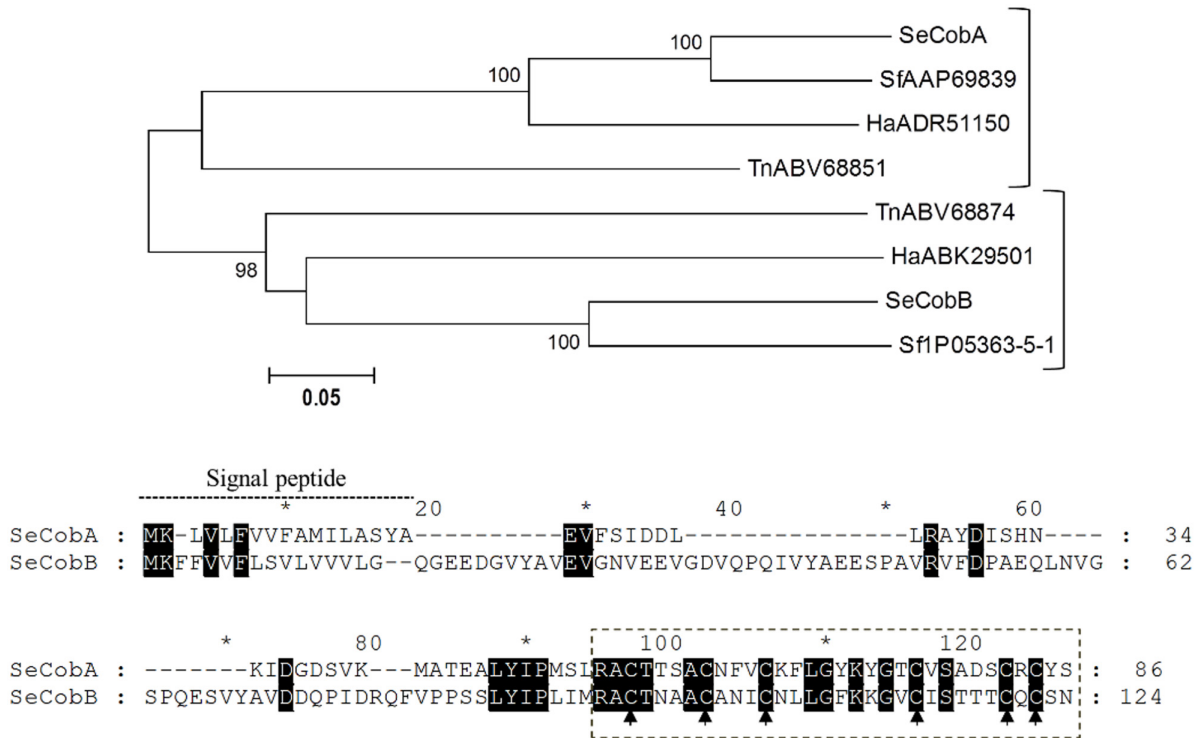 SeCobA
100
SfAAP69839
100
HaADR51150
TnABV68851
TnABV68874
HaABK29501
98
SeCobB
100
Sf1P05363-5-1
0.05
Signal peptide
* 20 * 40 * 60
SeCobA : MK-LVLFVVFAMILASYA----------EVFSIDDL---------------LRAYDISHN---- : 34
SeCobB : MKFFVVFLSVLVVVLG--QGEEDGVYAVEVGNVEEVGDVQPQIVYAEESPAVRVFDPAEQLNVG : 62
* 80 * 100 * 120
SeCobA : -------KIDGDSVK---MATEALYIPMSLRACTTSACNFVCKFLGYKYGTCVSADSCRCYS : 86
SeCobB : SPQESVYAVDDQPIDRQFVPPSSLYIPLIMRACTNAACANICNLLGFKKGVCISTTTCQCSN : 124